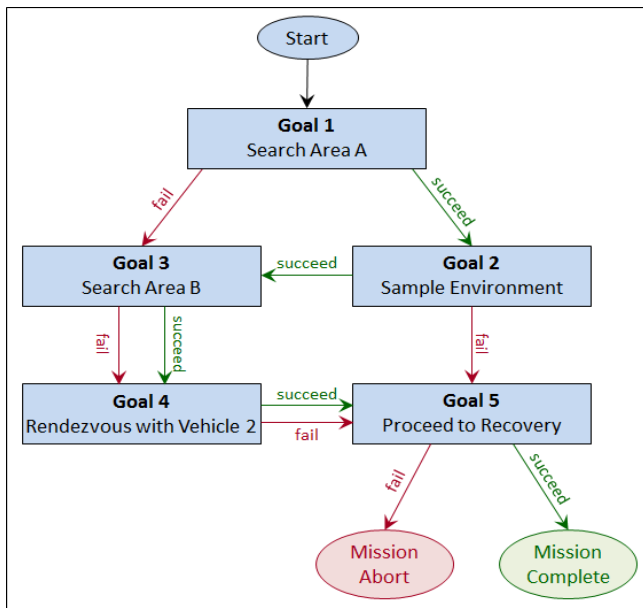 Start
Goal 1
Search Area A
fail
succeed
Goal 3
Search Area B
succeed
Goal 2
Sample Environment
fail
succeed
fail
Goal 4
Rendezvous with Vehicle 2
succeed
fail
Goal 5
Proceed to Recovery
fail
succeed
Mission
Abort
Mission
Complete